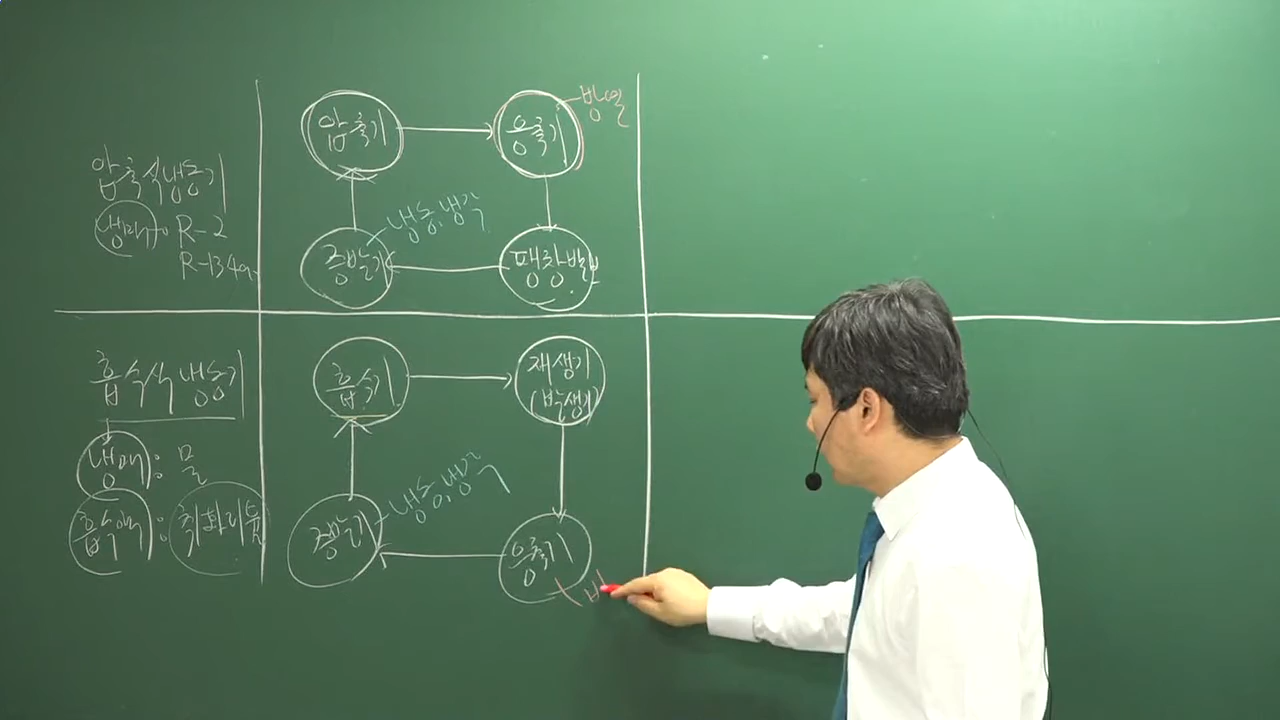 압축식냉동기
냉매: R-2
R-134a
압축기
응축기
방열
증발기
냉동, 냉각
팽창밸브
흡수식 냉동기
냉매: 물
흡수액: 취화리튬
흡수기
재생기
(발생기)
증발기
냉동, 냉각
응축기
바